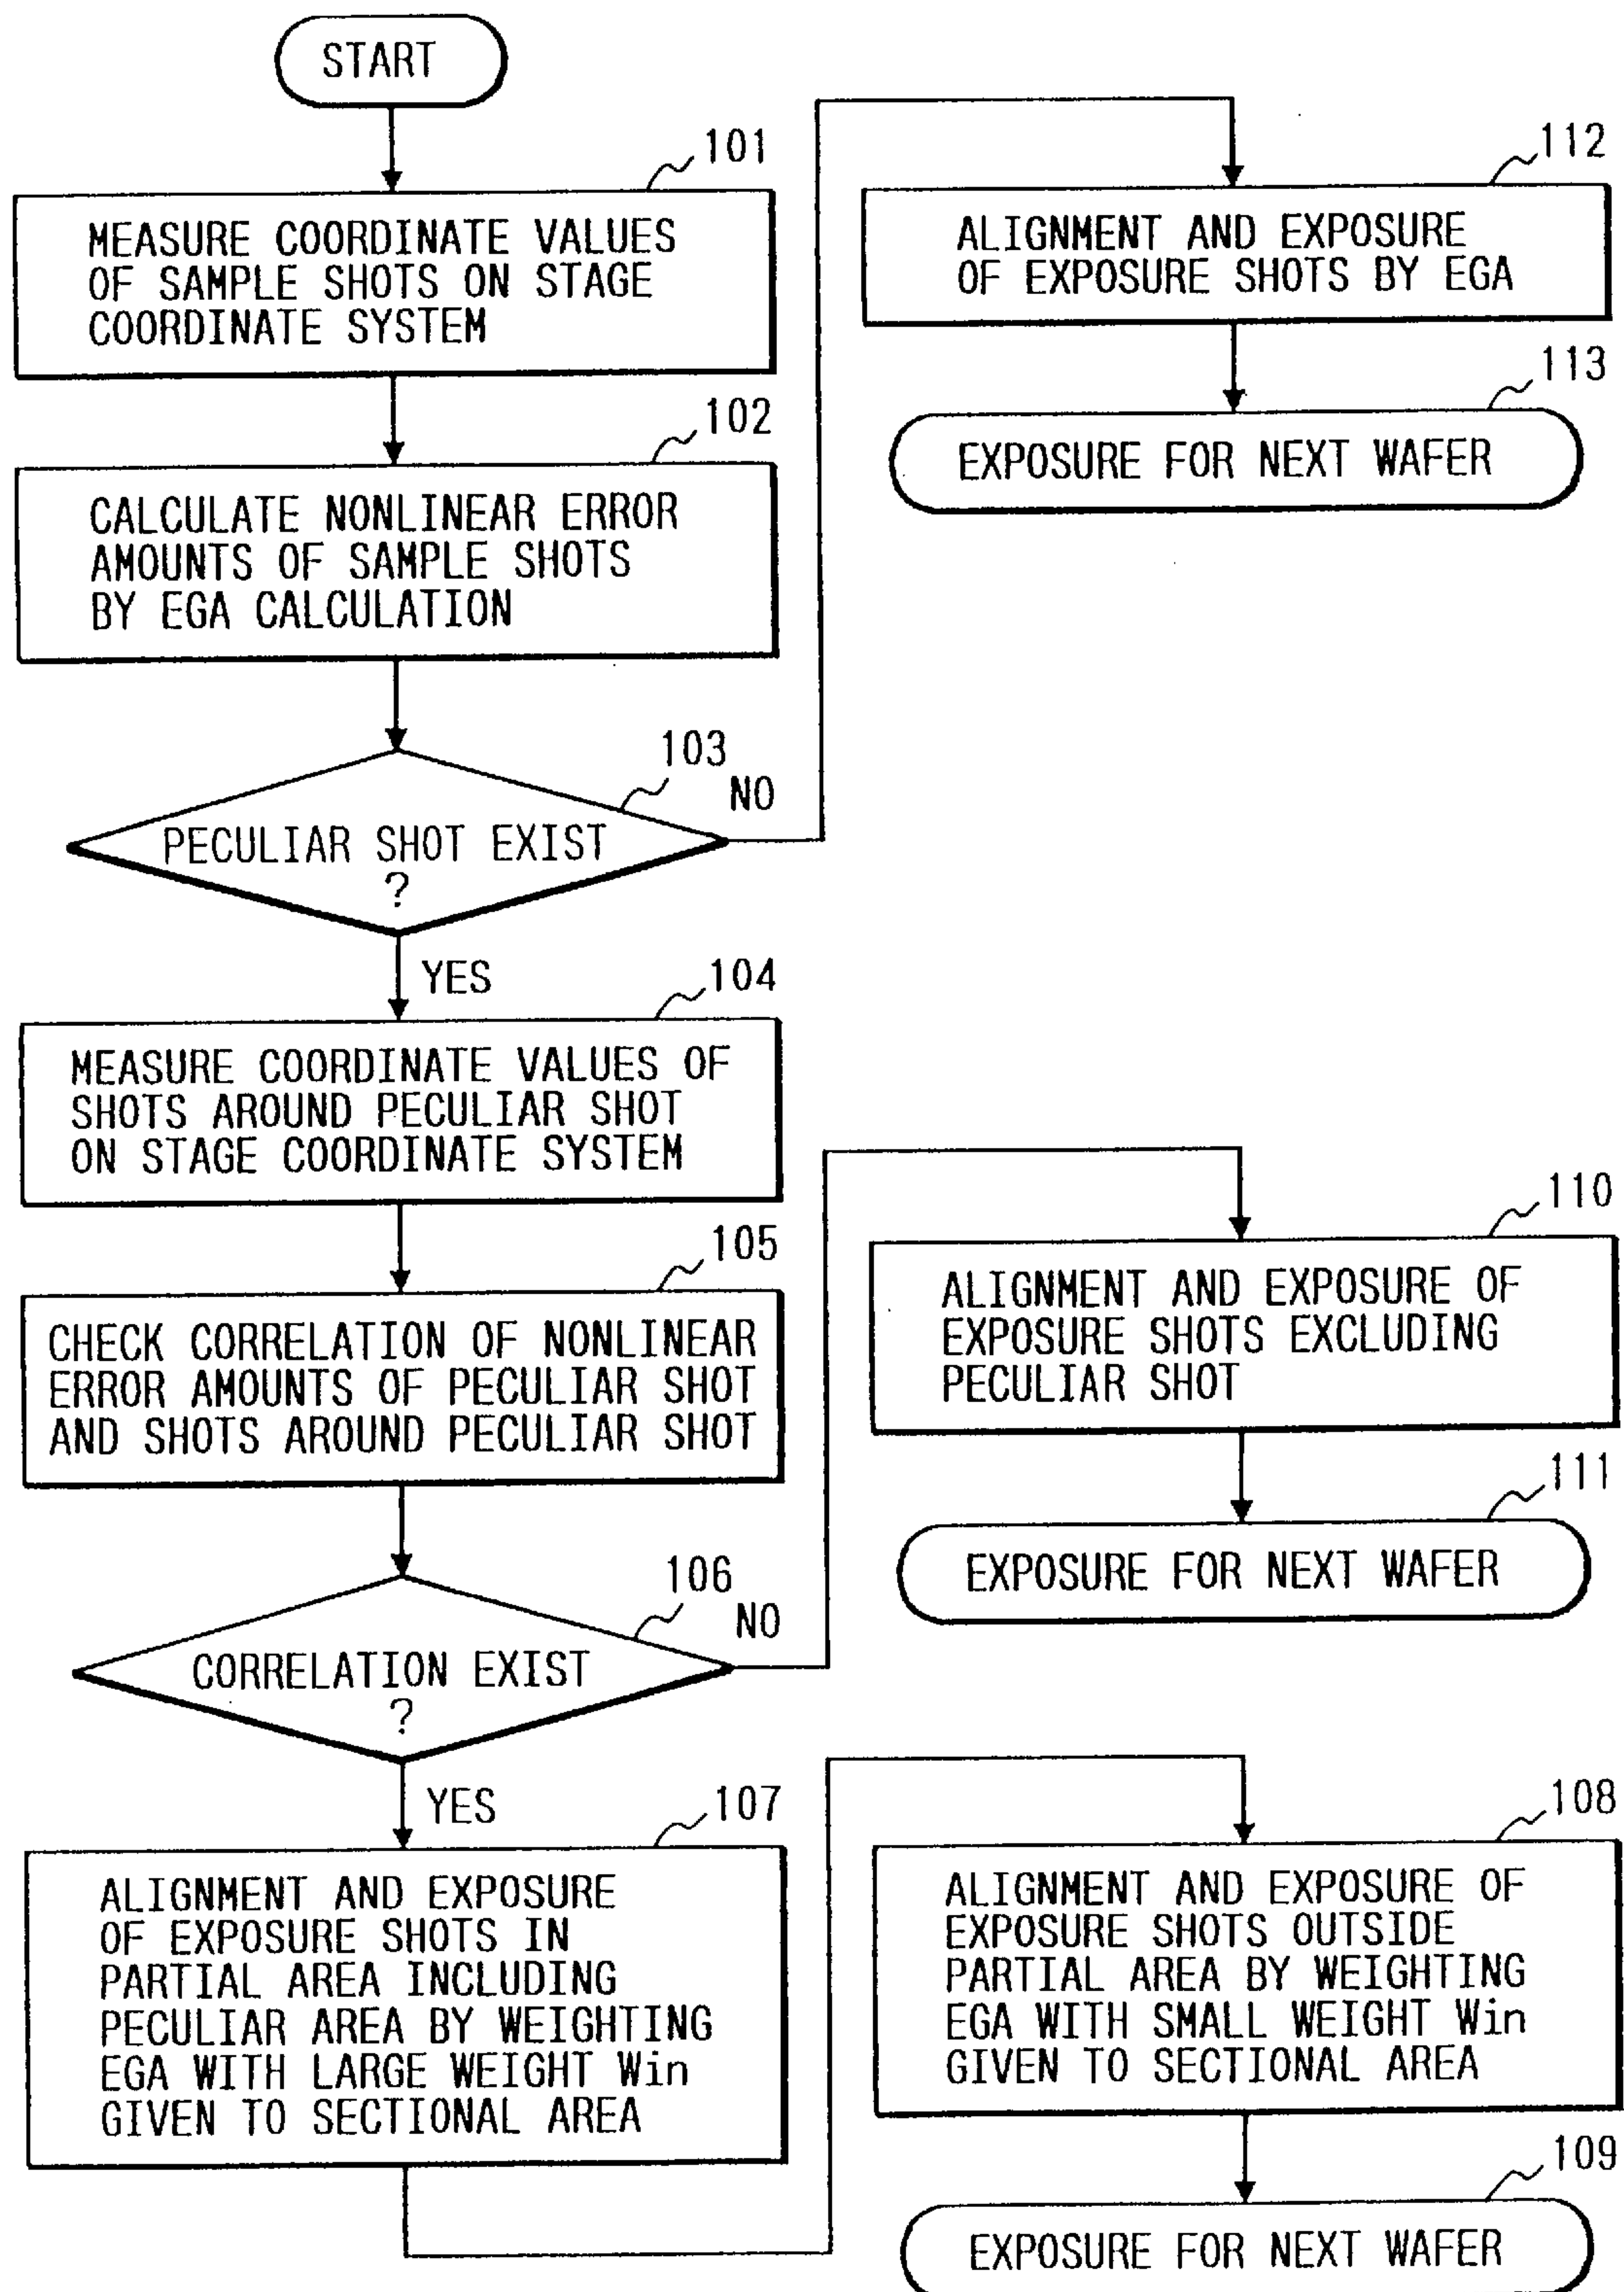 START
101
MEASURE COORDINATE VALUES
OF SAMPLE SHOTS ON STAGE
COORDINATE SYSTEM
102
CALCULATE NONLINEAR ERROR
AMOUNTS OF SAMPLE SHOTS
BY EGA CALCULATION
103
NO
PECULIAR SHOT EXIST
?
YES
112
ALIGNMENT AND EXPOSURE
OF EXPOSURE SHOTS BY EGA
113
EXPOSURE FOR NEXT WAFER
104
MEASURE COORDINATE VALUES OF
SHOTS AROUND PECULIAR SHOT
ON STAGE COORDINATE SYSTEM
105
CHECK CORRELATION OF NONLINEAR
ERROR AMOUNTS OF PECULIAR SHOT
AND SHOTS AROUND PECULIAR SHOT
106
NO
CORRELATION EXIST
?
YES
110
ALIGNMENT AND EXPOSURE OF
EXPOSURE SHOTS EXCLUDING
PECULIAR SHOT
111
EXPOSURE FOR NEXT WAFER
107
ALIGNMENT AND EXPOSURE
OF EXPOSURE SHOTS IN
PARTIAL AREA INCLUDING
PECULIAR AREA BY WEIGHTING
EGA WITH LARGE WEIGHT Win
GIVEN TO SECTIONAL AREA
108
ALIGNMENT AND EXPOSURE OF
EXPOSURE SHOTS OUTSIDE
PARTIAL AREA BY WEIGHTING
EGA WITH SMALL WEIGHT Win
GIVEN TO SECTIONAL AREA
109
EXPOSURE FOR NEXT WAFER